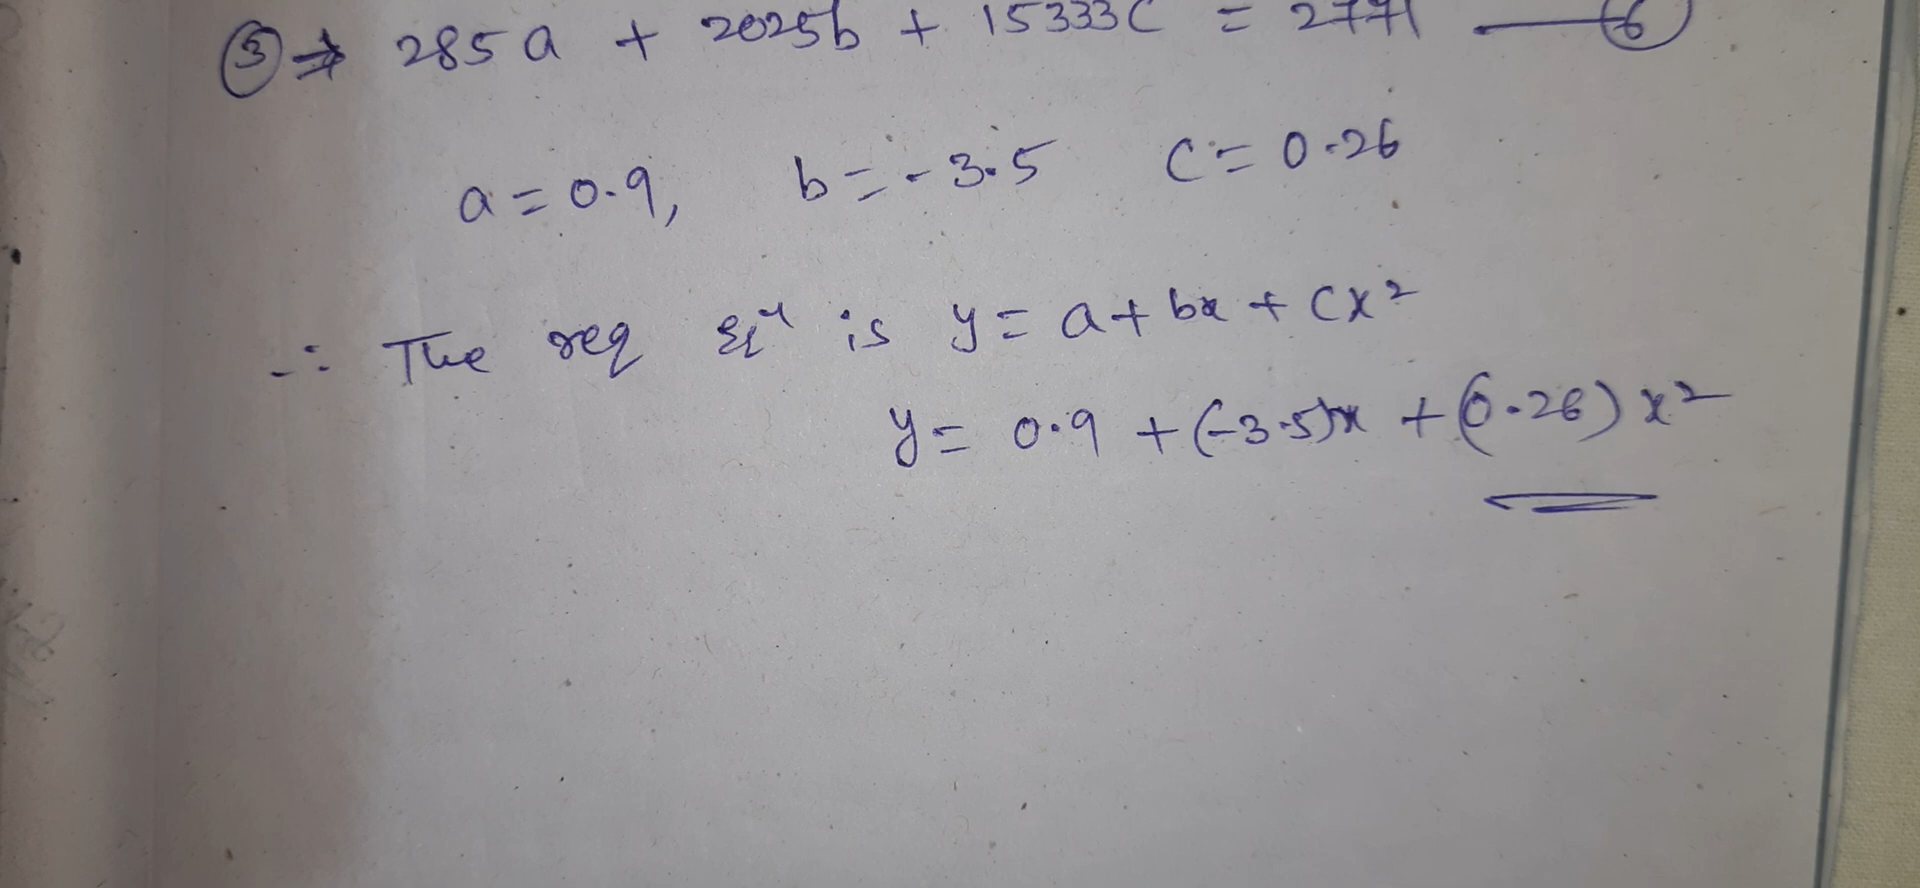 ③ ⇒ 285a + 2025b + 15333C = 2771 — ⑥
a = 0.9, b = -3.5 C = 0.26
∴ The req Eqⁿ is y = a + bx + Cx²
y = 0.9 + (-3.5)x + (0.26)x²